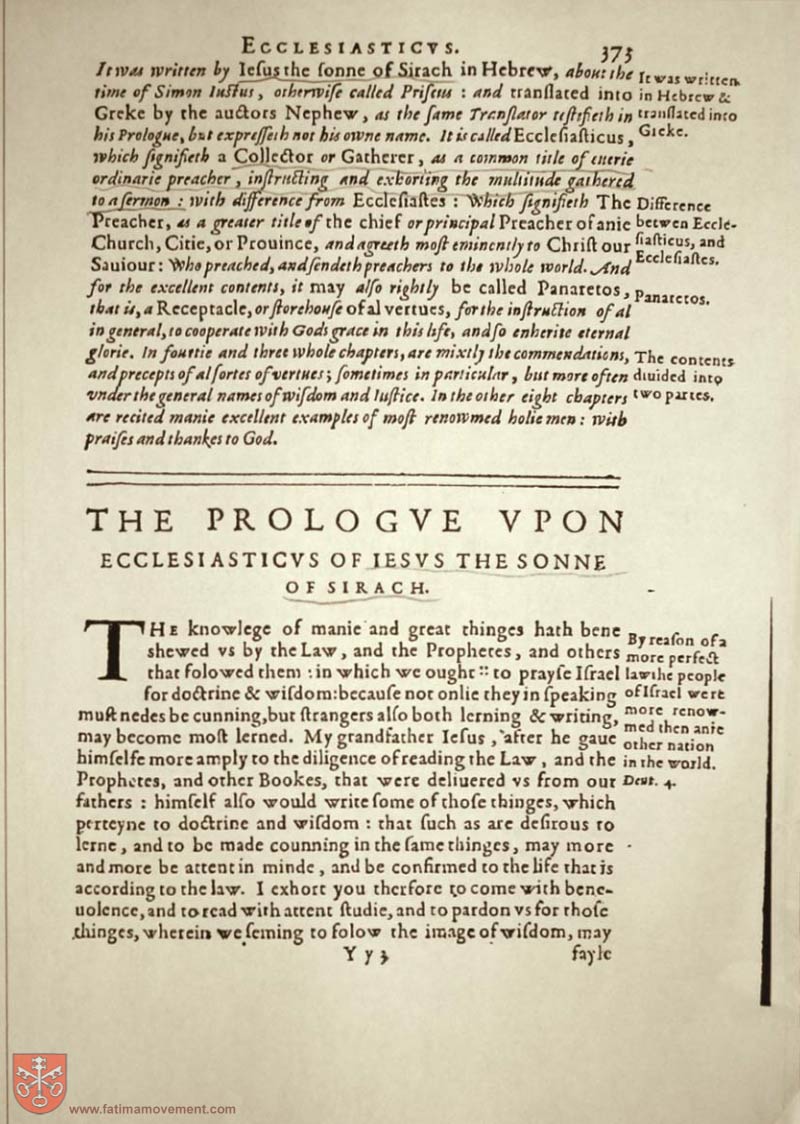 ECCLESIASTICVS.
373
It was written by Iesus the sonne of Sirach in Hebrew, about the
time of Simon Iustus, otherwise called Priscus : and translated into
Greke by the auctors Nephew, as the same Translator testifieth in
his Prologue, but expresseth not his owne name. It is called Ecclesiasticus,
which signifieth a Collector or Gatherer, as a common title of euerie
ordinarie preacher, instructing and exhorting the multitude gathered
to a sermon : with difference from Ecclesiastes : Which signifieth The
Preacher, as a greater title of the chief or principal Preacher of anie
Church, Citie, or Prouince, and agreeth most eminently to Christ our
Sauiour: Who preached, and sendeth preachers to the whole world. And
for the excellent contents, it may also rightly be called Panaretos,
that is, a Receptacle, or storehouse of al vertues, for the instruction of al
in general, to cooperate with Gods grace in this life, and so enherite eternal
glorie. In fourtie and three whole chapters, are mixtly the commendations,
and precepts of al sortes of vertues; sometimes in particular, but more often
vnder the general names of wisdom and Iustice. In the other eight chapters
are recited manie excellent examples of most renowmed holie men : with
praises and thankes to God.
It was written
in Hebrew &
translated into
Greke.
Difference
betwen Eccle-
siasticus, and
Ecclesiastes.
Panaretos.
The contents
diuided into
two partes.
THE PROLOGVE VPON
ECCLESIASTICVS OF IESVS THE SONNE
OF SIRACH.
THE knowlege of manie and great thinges hath bene
shewed vs by the Law, and the Prophetes, and others
that folowed them : in which we ought :: to prayse Israel
for doctrine & wisdom: because not onlie they in speaking
must nedes be cunning, but strangers also both lerning & writing,
may become most lerned. My grandfather Iesus, after he gaue
himselfe more amply to the diligence of reading the Law, and the
Prophetes, and other Bookes, that were deliuered vs from our
fathers : himself also would write some of those thinges, which
perteyne to doctrine and wisdom : that such as are desirous to
lerne, and to be made counning in the same thinges, may more
and more be attent in minde, and be confirmed to the life that is
according to the law. I exhort you therfore to come with bene-
uolence, and to read with attent studie, and to pardon vs for those
thinges, wherein we seming to folow the image of wisdom, may
By reason of a
more perfect
law the people
of Israel were
more renow-
med then anie
other nation
in the world.
Deut. 4.
Y y 3
fayle
www.fatimamovement.com